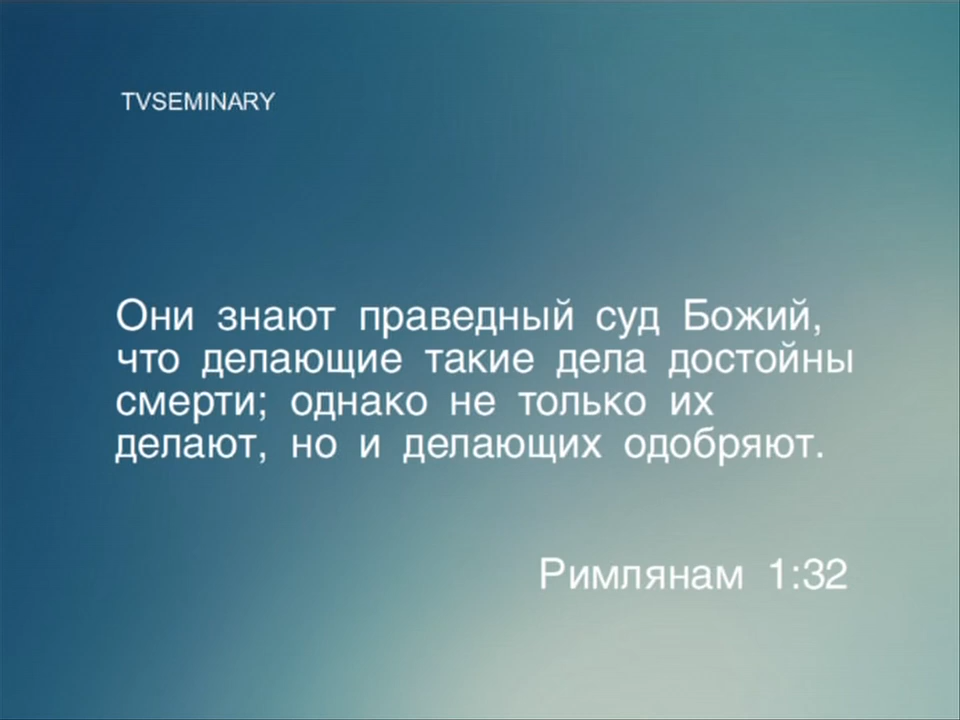 TVSEMINARY
Они знают праведный суд Божий,
что делающие такие дела достойны
смерти; однако не только их
делают, но и делающих одобряют.
Римлянам 1:32